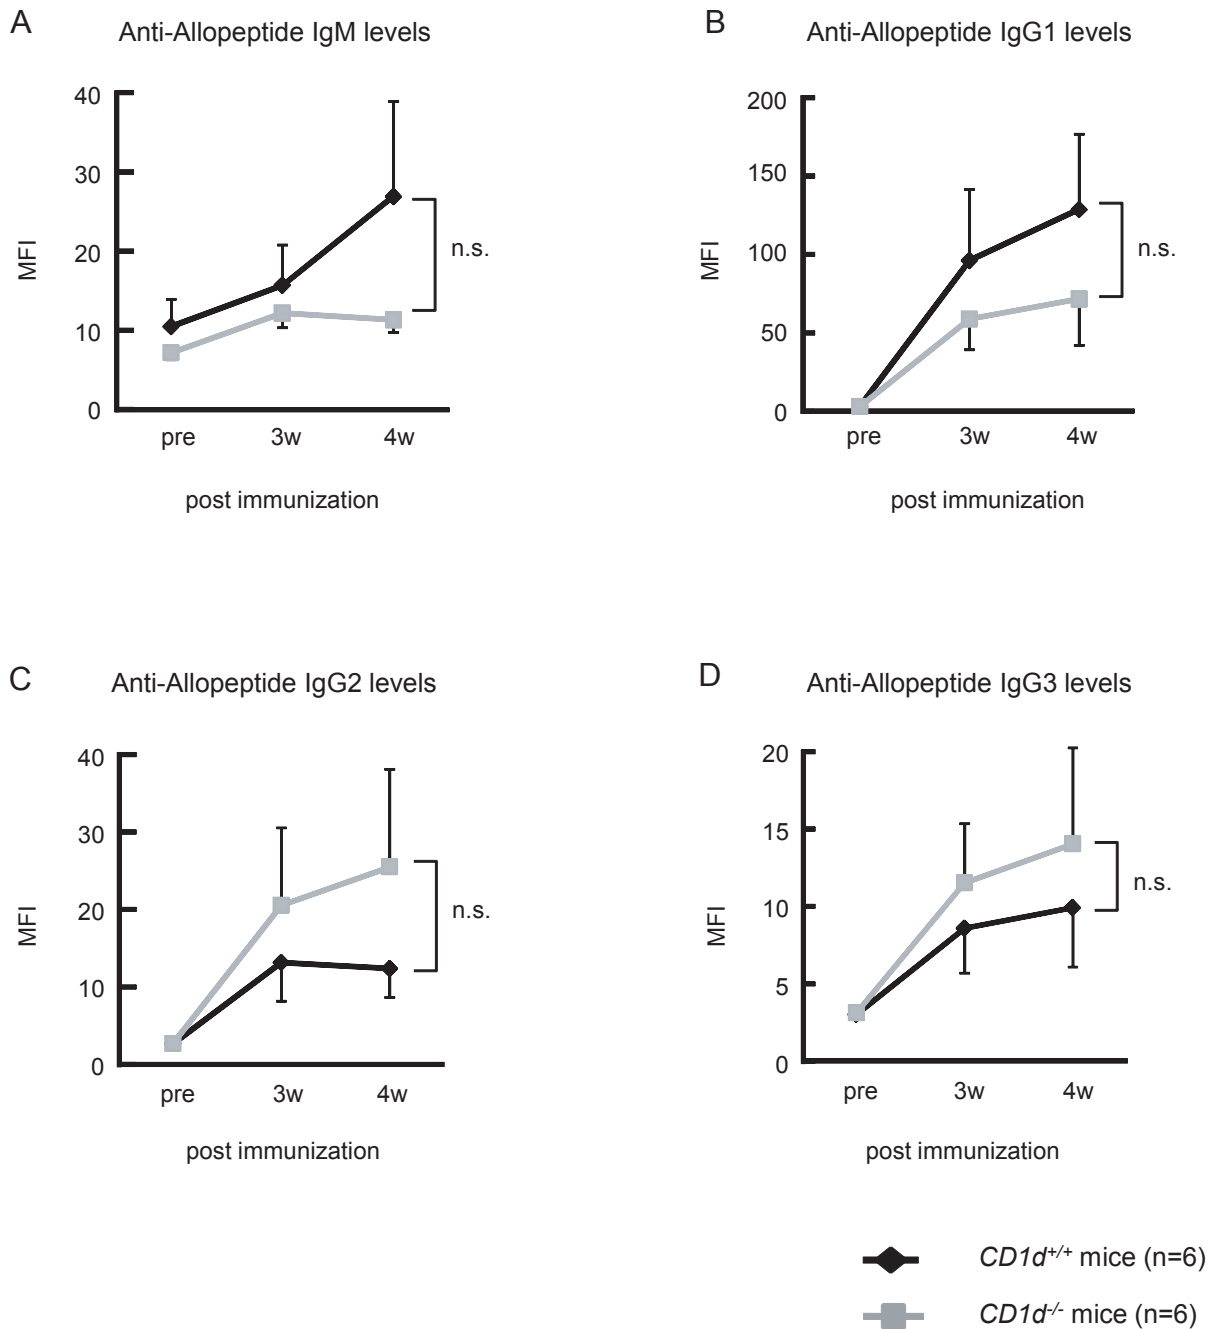 A
Anti-Allopeptide IgM levels
40
30
20
10
0
MFI
n.s.
pre 3w 4w
post immunization
B
Anti-Allopeptide IgG1 levels
200
150
100
50
0
MFI
n.s.
pre 3w 4w
post immunization
C
Anti-Allopeptide IgG2 levels
40
30
20
10
0
MFI
n.s.
pre 3w 4w
post immunization
D
Anti-Allopeptide IgG3 levels
20
15
10
5
0
MFI
n.s.
pre 3w 4w
post immunization
CD1d+/+ mice (n=6)
CD1d-/- mice (n=6)